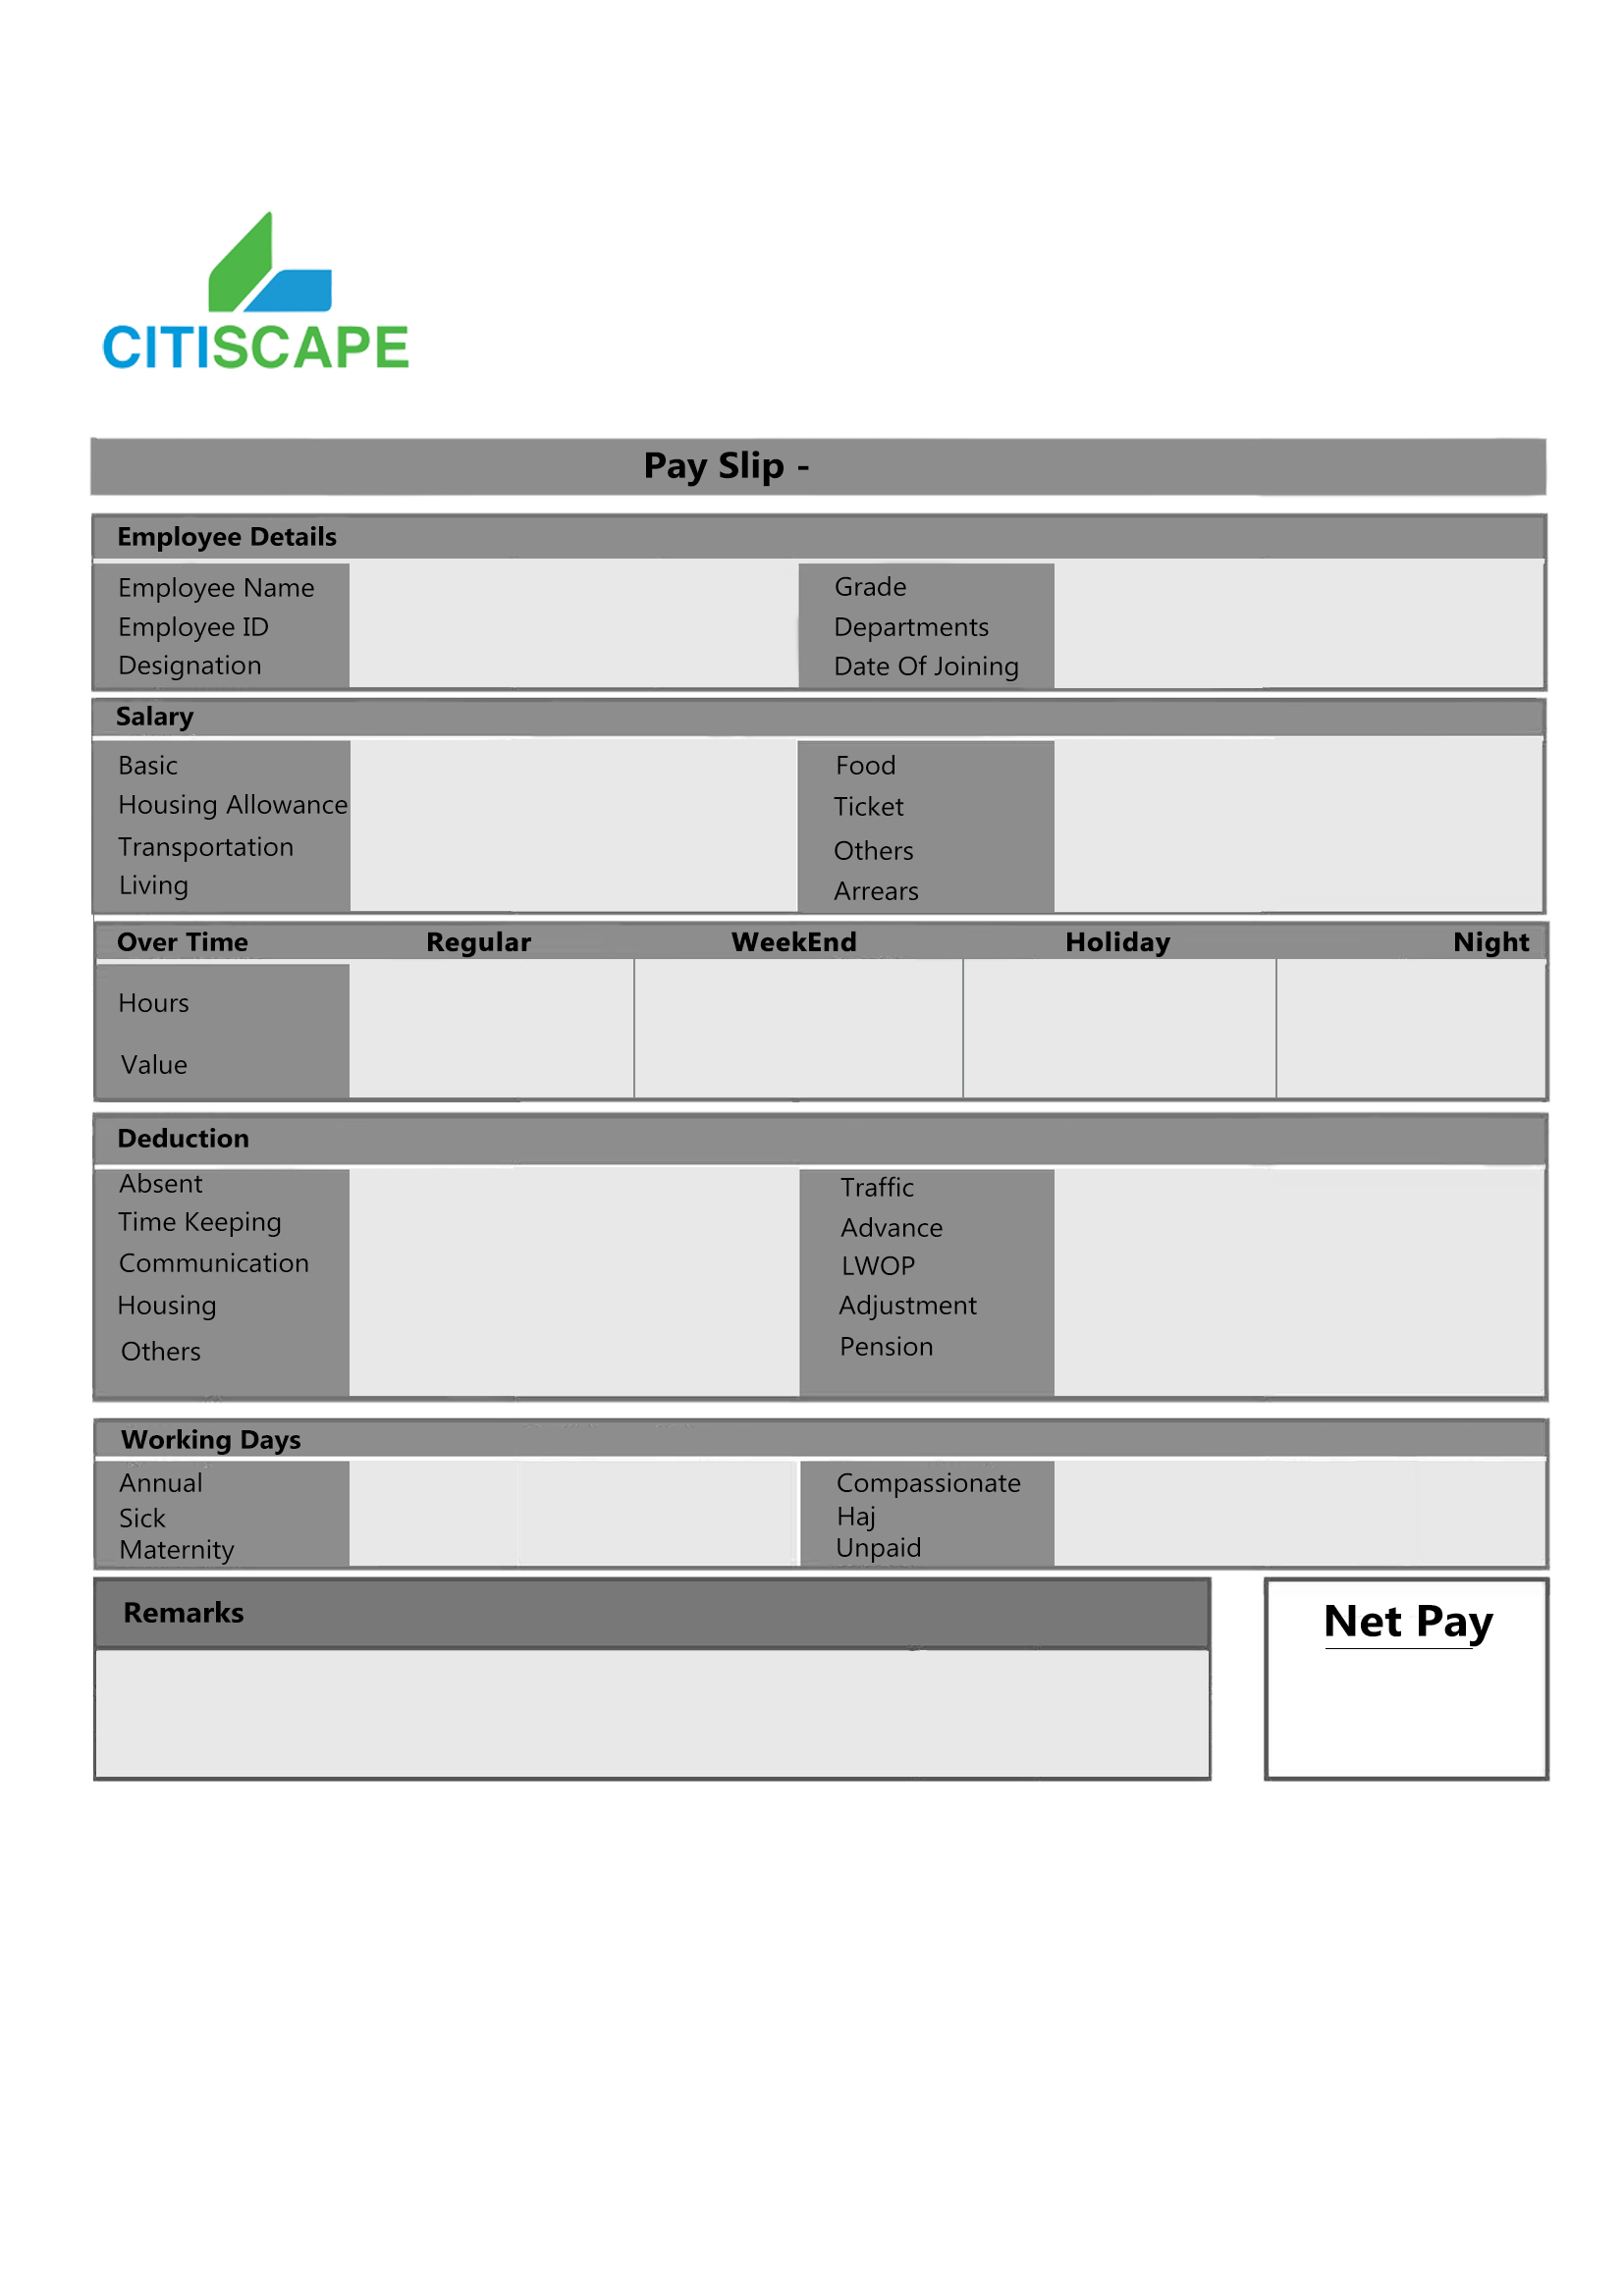 CITISCAPE
Pay Slip -
Employee Details
Employee Name Grade
Employee ID Departments
Designation Date Of Joining
Salary
Basic Food
Housing Allowance Ticket
Transportation Others
Living Arrears
Over Time Regular WeekEnd Holiday Night
Hours
Value
Deduction
Absent Traffic
Time Keeping Advance
Communication LWOP
Housing Adjustment
Others Pension
Working Days
Annual Compassionate
Sick Haj
Maternity Unpaid
Remarks Net Pay